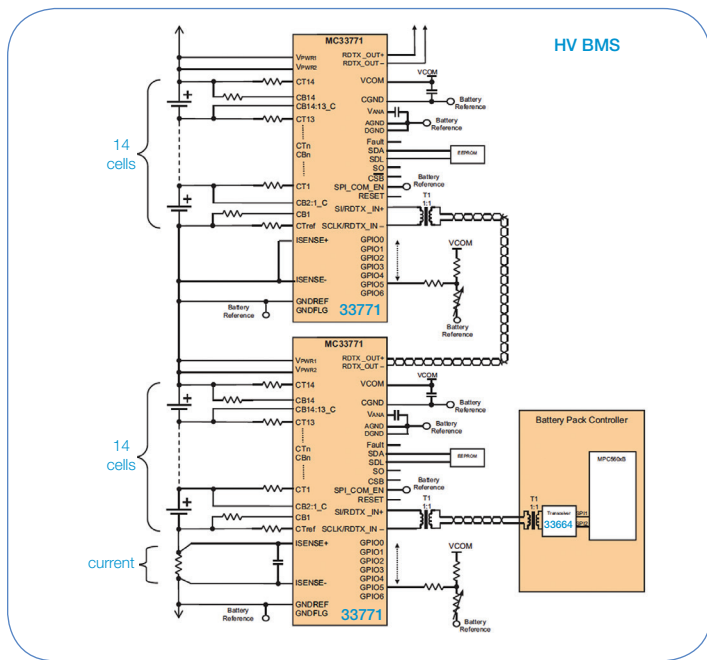 HV BMS
MC33771
VPWR1
VPWR2
CT14
CB14
CB14:13_C
CT13
CTn
CBn
CT1
CB2:1_C
CB1
CTref
ISENSE+
ISENSE-
GNDREF
GNDFLG
RDTX_OUT+
RDTX_OUT–
VCOM
CGND
VANA
AGND
DGND
Fault
SDA
SDL
SO
CSB
SPI_COM_EN
RESET
SI/RDTX_IN+
SCLK/RDTX_IN –
GPIO0
GPIO1
GPIO2
GPIO3
GPIO4
GPIO5
GPIO6
33771
14
cells
Battery
Reference
VCOM
Battery
Reference
Battery
Reference
EEPROM
Battery
Reference
T1
1:1
VCOM
Battery
Reference
MC33771
VPWR1
VPWR2
CT14
CB14
CB14:13_C
CT13
CTn
CBn
CT1
CB2:1_C
CB1
CTref
ISENSE+
ISENSE-
GNDREF
GNDFLG
RDTX_OUT+
RDTX_OUT–
VCOM
CGND
VANA
AGND
DGND
Fault
SDA
SDL
SO
CSB
SPI_COM_EN
RESET
SI/RDTX_IN+
SCLK/RDTX_IN –
GPIO0
GPIO1
GPIO2
GPIO3
GPIO4
GPIO5
GPIO6
33771
14
cells
current
Battery
Reference
VCOM
Battery
Reference
Battery
Reference
EEPROM
Battery
Reference
T1
1:1
VCOM
Battery
Reference
Battery Pack Controller
MPC560xB
T1
1:1
33664